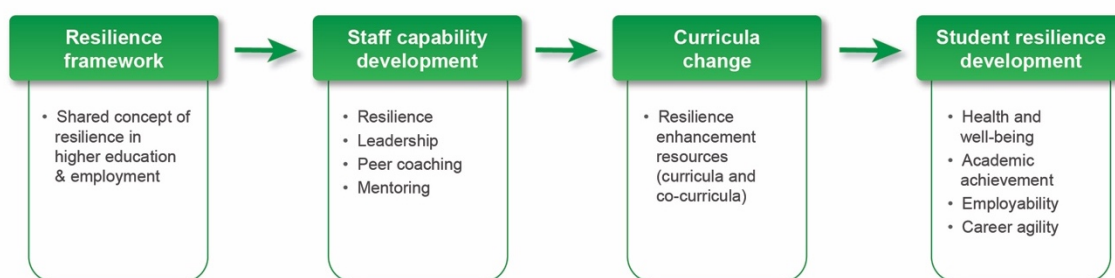 Resilience
framework
• Shared concept of
resilience in
higher education
& employment
Staff capability
development
• Resilience
• Leadership
• Peer coaching
• Mentoring
Curricula
change
• Resilience
enhancement
resources
(curricula and
co-curricula)
Student resilience
development
• Health and
well-being
• Academic
achievement
• Employability
• Career agility